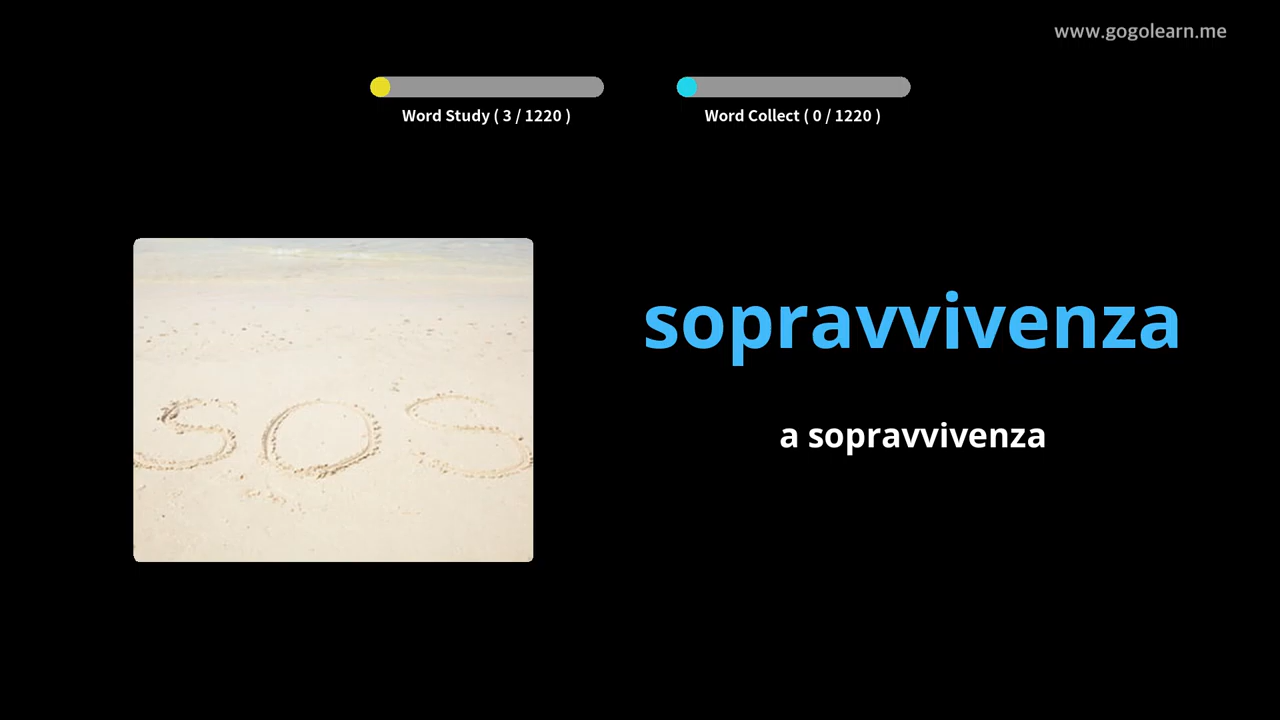 www.gogolearn.me
Word Study ( 3 / 1220 )
Word Collect ( 0 / 1220 )
sopravvivenza
a sopravvivenza
SOS